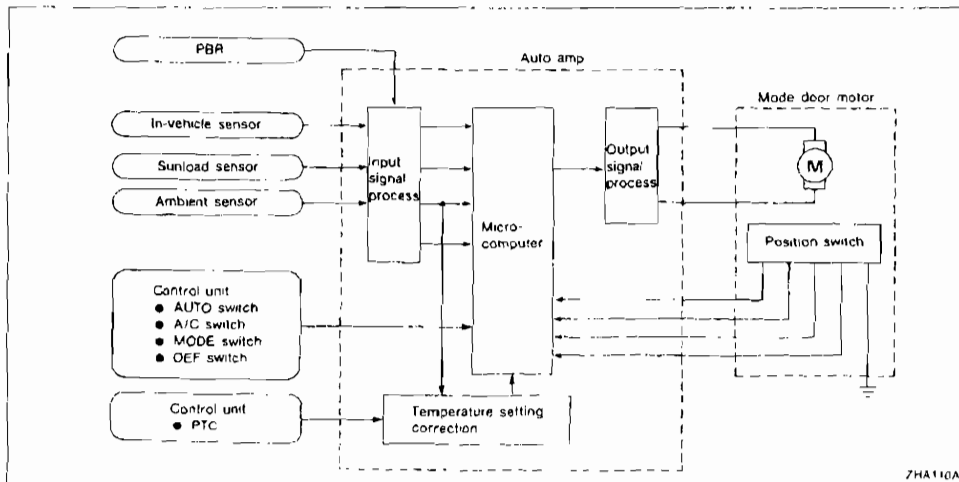 PBR
Auto amp
Mode door motor
In-vehicle sensor
Sunload sensor
Ambient sensor
Input
signal
process
Micro-
computer
Output
signal
process
M
Position switch
Control unit
● AUTO switch
● A/C switch
● MODE switch
● DEF switch
Control unit
● PTC
Temperature setting
correction
7HA110A